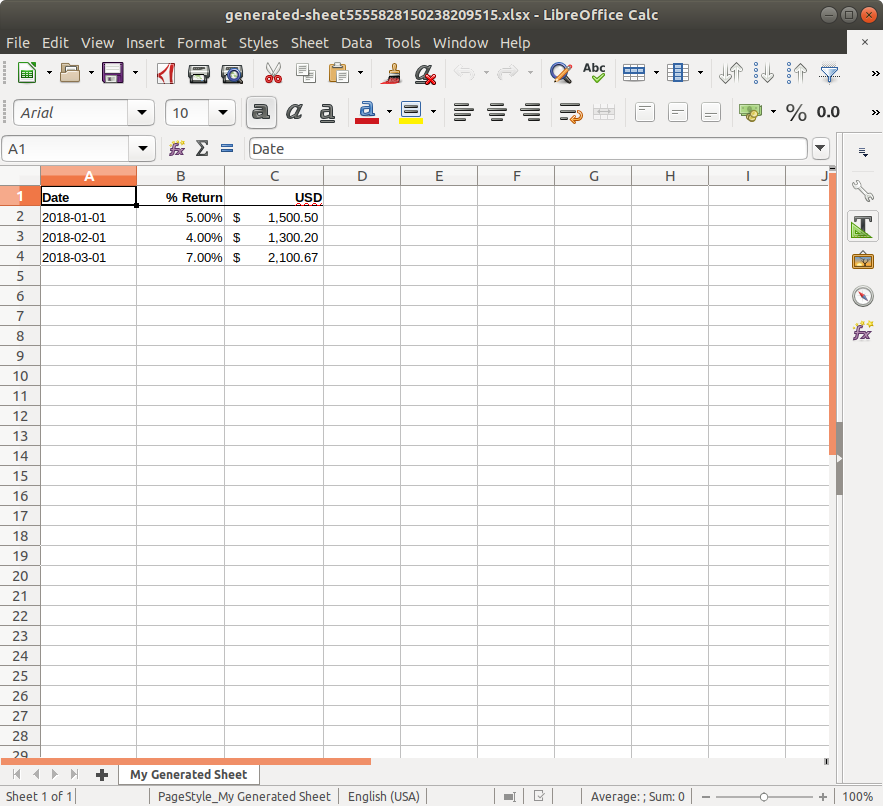 generated-sheet5555828150238209515.xlsx - LibreOffice Calc
File Edit View Insert Format Styles Sheet Data Tools Window Help
Abc
Arial 10 a a a a % 0.0
A1 fx Σ = Date
A B C D E F G H I J
1 Date % Return USD
2 2018-01-01 5.00% $ 1,500.50
3 2018-02-01 4.00% $ 1,300.20
4 2018-03-01 7.00% $ 2,100.67
5
6
7
8
9
10
11
12
13
14
15
16
17
18
19
20
21
22
23
24
25
26
27
28
29
My Generated Sheet
Sheet 1 of 1 PageStyle_My Generated Sheet English (USA) Average: ; Sum: 0 100%